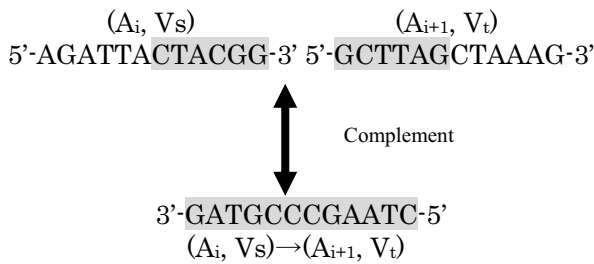 (Ai, Vs) (Ai+1, Vt)
5’-AGATTACTACGG-3’ 5’-GCTTAGCTAAAG-3’
Complement
3’-GATGCCCGAATC-5’
(Ai, Vs)→(Ai+1, Vt)